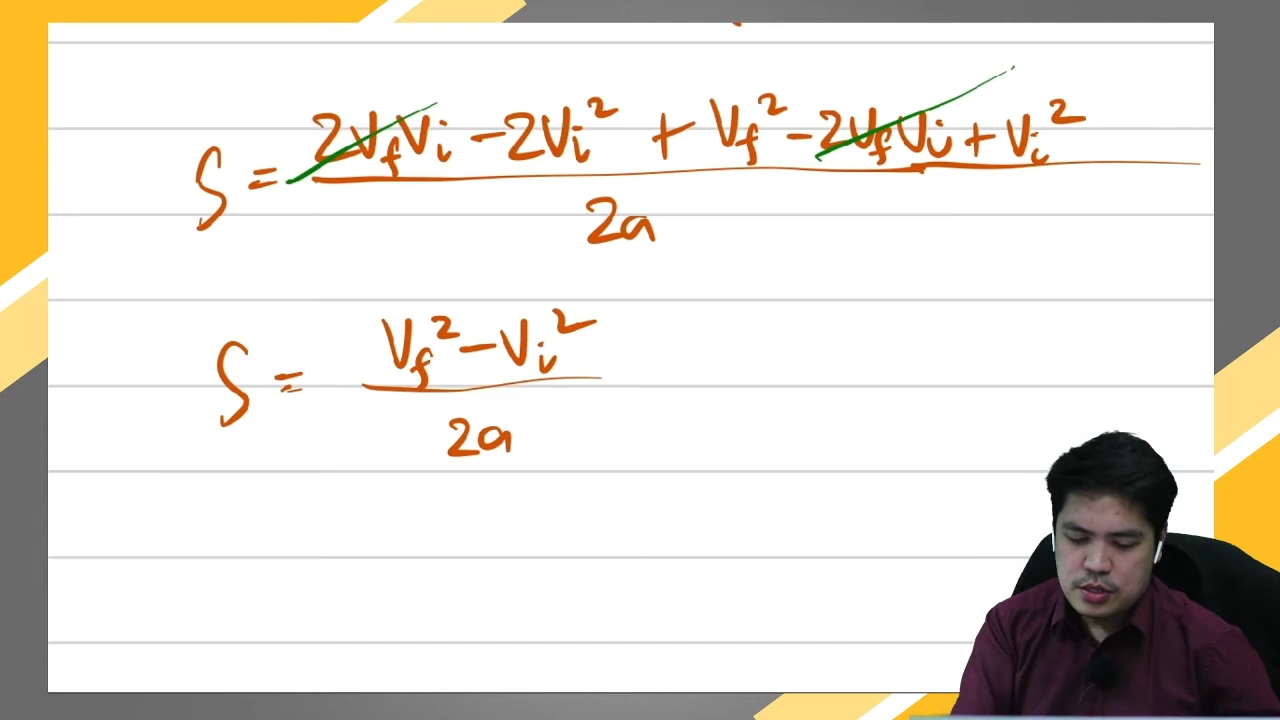 S = (2VfVi - 2Vi² + Vf² - 2VfVi + Vi²) / 2a
S = (Vf² - Vi²) / 2a